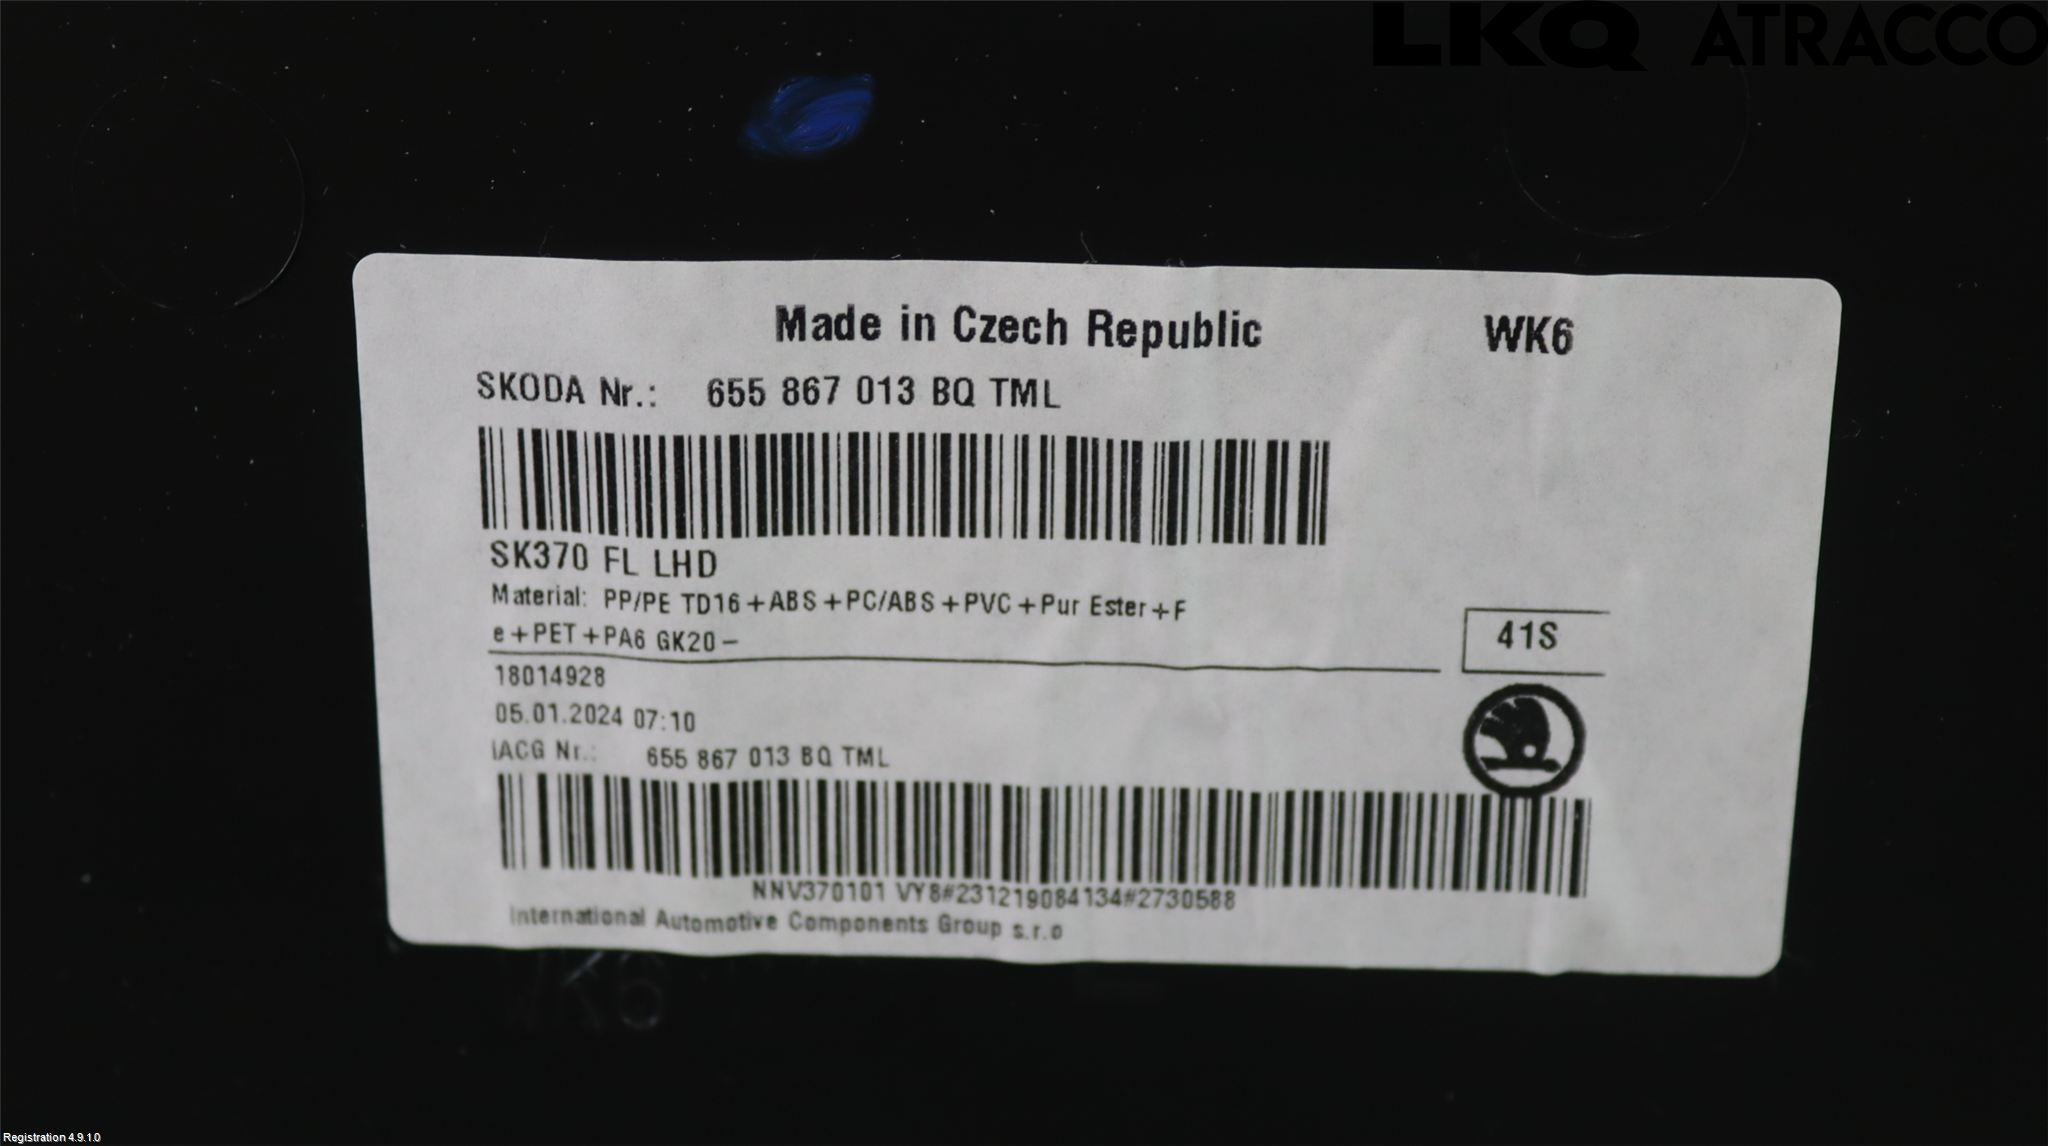 LKQ ATRACCO
Made in Czech Republic WK6
SKODA Nr.: 655 867 013 BQ TML
SK370 FL LHD
Material: PP/PE TD16+ABS+PC/ABS+PVC+Pur Ester+F
e+PET+PA6 GK20-
41S
18014928
05.01.2024 07:10
IACG Nr.: 655 867 013 BQ TML
NNV370101 VY8#231219084134#2730588
International Automotive Components Group s.r.o
WK6
Registration 4.9.1.0